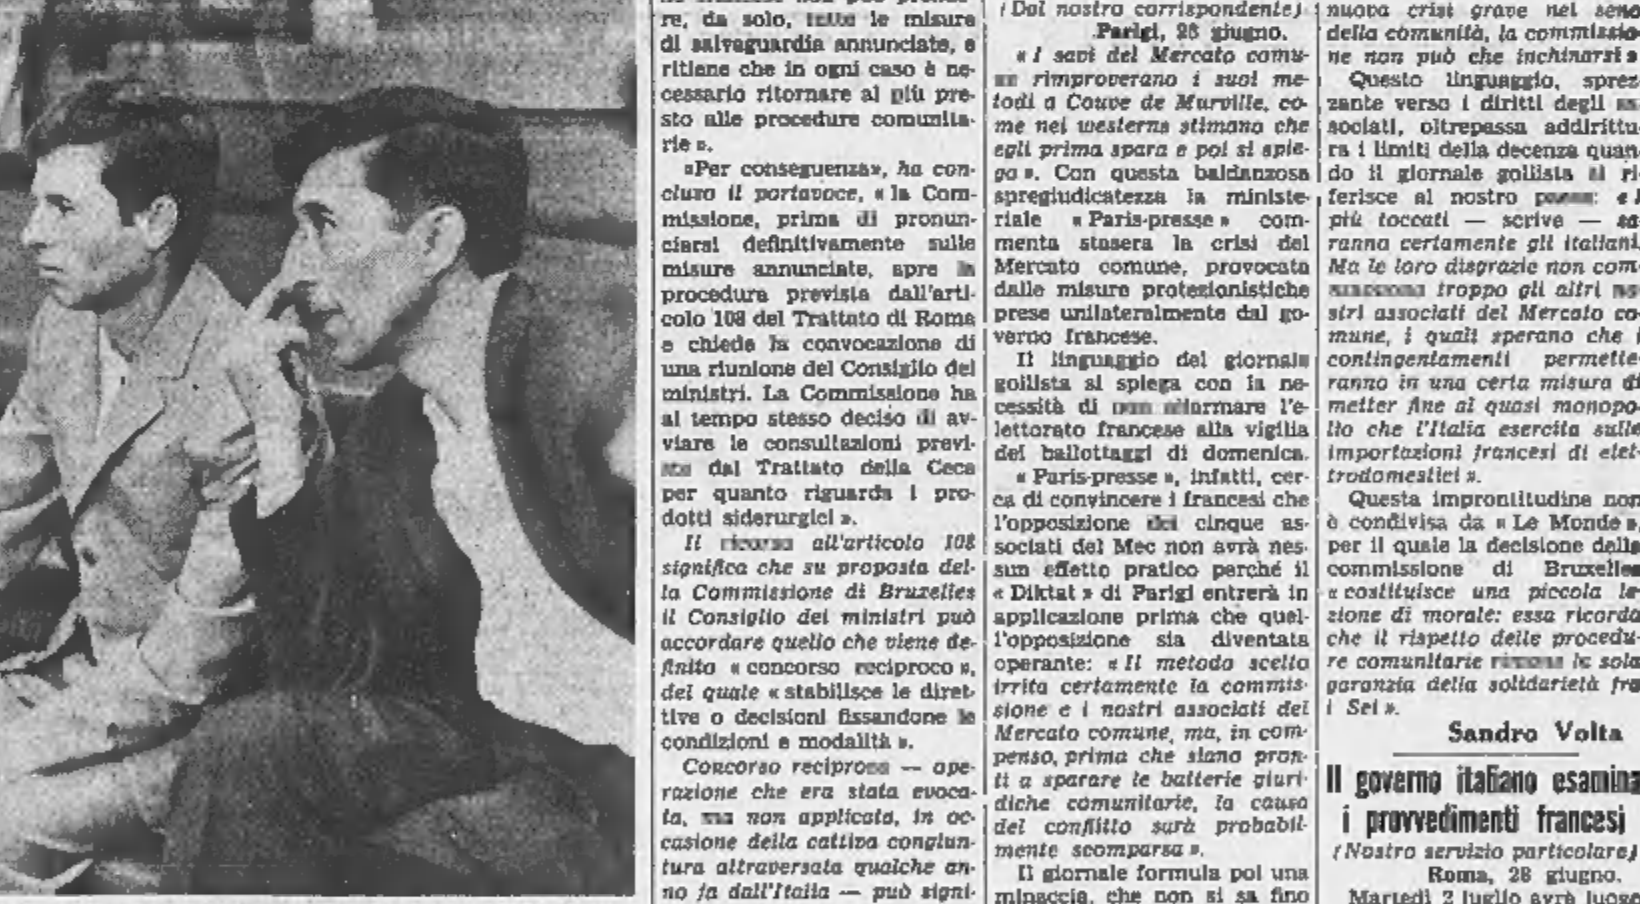 re, da solo, tutte le misure
di salvaguardia annunciate, e
ritiene che in ogni caso è ne-
cessario ritornare al più pre-
sto alle procedure comunita-
rie ».
«Per conseguenza», ha con-
cluso il portavoce, « la Com-
missione, prima di pronun-
ciarsi definitivamente sulle
misure annunciate, apre la
procedura prevista dall'arti-
colo 108 del Trattato di Roma
e chiede la convocazione di
una riunione del Consiglio dei
ministri. La Commissione ha
al tempo stesso deciso di av-
viare le consultazioni previ-
ste dal Trattato della Ceca
per quanto riguarda i pro-
dotti siderurgici ».
Il ricorso all'articolo 108
significa che su proposta del-
la Commissione di Bruxelles
il Consiglio dei ministri può
accordare quello che viene de-
finito « concorso reciproco »,
del quale « stabilisce le diret-
tive o decisioni fissandone le
condizioni e modalità ».
Concorso reciproco — ope-
razione che era stata evoca-
ta, ma non applicata, in oc-
casione della cattiva congiun-
tura attraversata qualche an-
no fa dall'Italia — può signi-
(Dal nostro corrispondente)
Parigi, 28 giugno.
« I savi del Mercato comu-
ne rimproverano i suoi me-
todi a Couve de Murville, co-
me nei westerns stimano che
egli prima spara e poi si spie-
ga ». Con questa baldanzosa
spregiudicatezza la ministe-
riale « Paris-presse » com-
menta stasera la crisi del
Mercato comune, provocata
dalle misure protezionistiche
prese unilateralmente dal go-
verno francese.
Il linguaggio del giornale
gollista si spiega con la ne-
cessità di non allarmare l'e-
lettorato francese alla vigilia
dei ballottaggi di domenica.
« Paris-presse », infatti, cer-
ca di convincere i francesi che
l'opposizione dei cinque as-
sociati del Mec non avrà nes-
sun effetto pratico perché il
« Diktat » di Parigi entrerà in
applicazione prima che quel-
l'opposizione sia diventata
operante: « Il metodo scelto
irrita certamente la commis-
sione e i nostri associati del
Mercato comune, ma, in com-
penso, prima che siano pron-
ti a sparare le batterie giuri-
diche comunitarie, la causa
del conflitto sarà probabil-
mente scomparsa ».
Il giornale formula poi una
minaccia, che non si sa fino
nuova crisi grave nel seno
della comunità, la commissio-
ne non può che inchinarsi »
Questo linguaggio, sprez-
zante verso i diritti degli as-
sociati, oltrepassa addirittu-
ra i limiti della decenza quan-
do il giornale gollista si ri-
ferisce al nostro paese: « I
più toccati — scrive — sa-
ranno certamente gli italiani.
Ma le loro disgrazie non com-
troppo gli altri no-
stri associati del Mercato co-
mune, i quali sperano che i
contingentamenti permette-
ranno in una certa misura di
metter fine al quasi monopo-
lio che l'Italia esercita sulle
importazioni francesi di elet-
trodomestici ».
Questa improntitudine non
è condivisa da « Le Monde »,
per il quale la decisione della
commissione di Bruxelles
« costituisce una piccola le-
zione di morale: essa ricorda
che il rispetto delle procedu-
re comunitarie rimane la sola
garanzia della solidarietà fra
i Sei ».
Sandro Volta
Il governo italiano esamina
i provvedimenti francesi
(Nostro servizio particolare)
Roma, 28 giugno.
Martedì 2 luglio avrà luogo